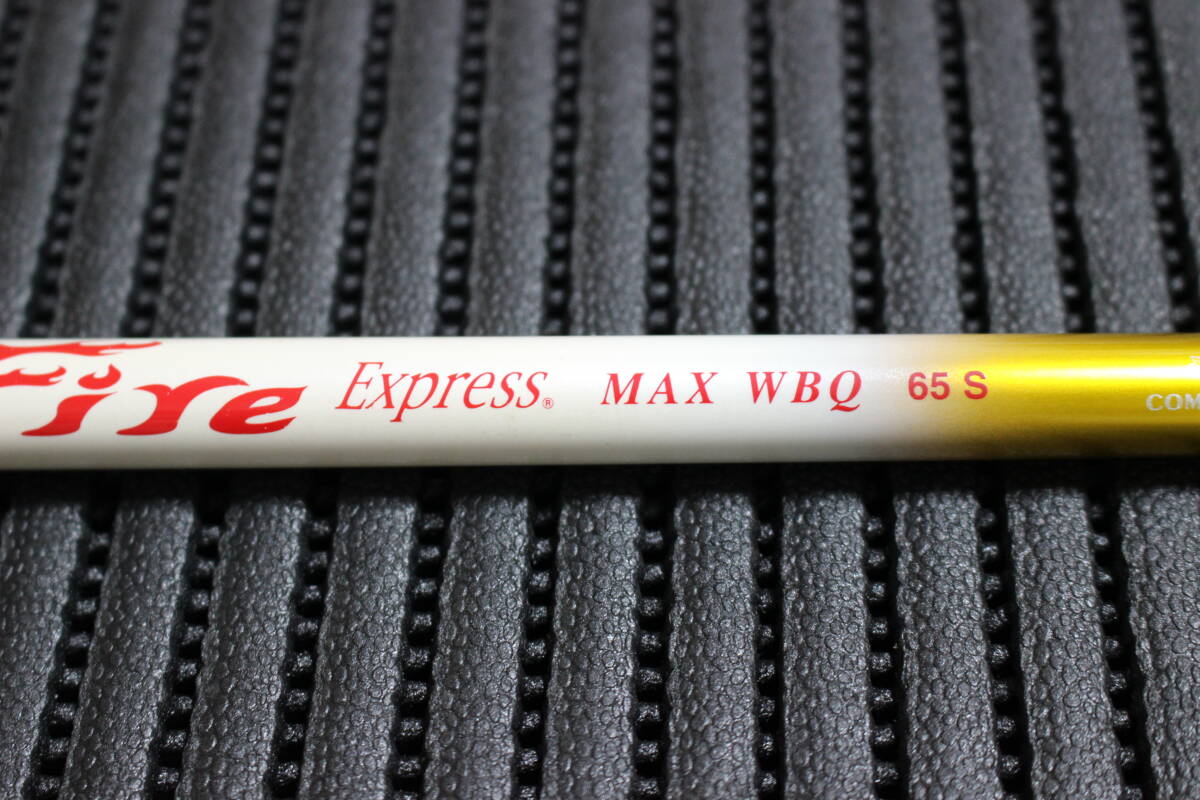 Fire Express® MAX WBQ 65 S